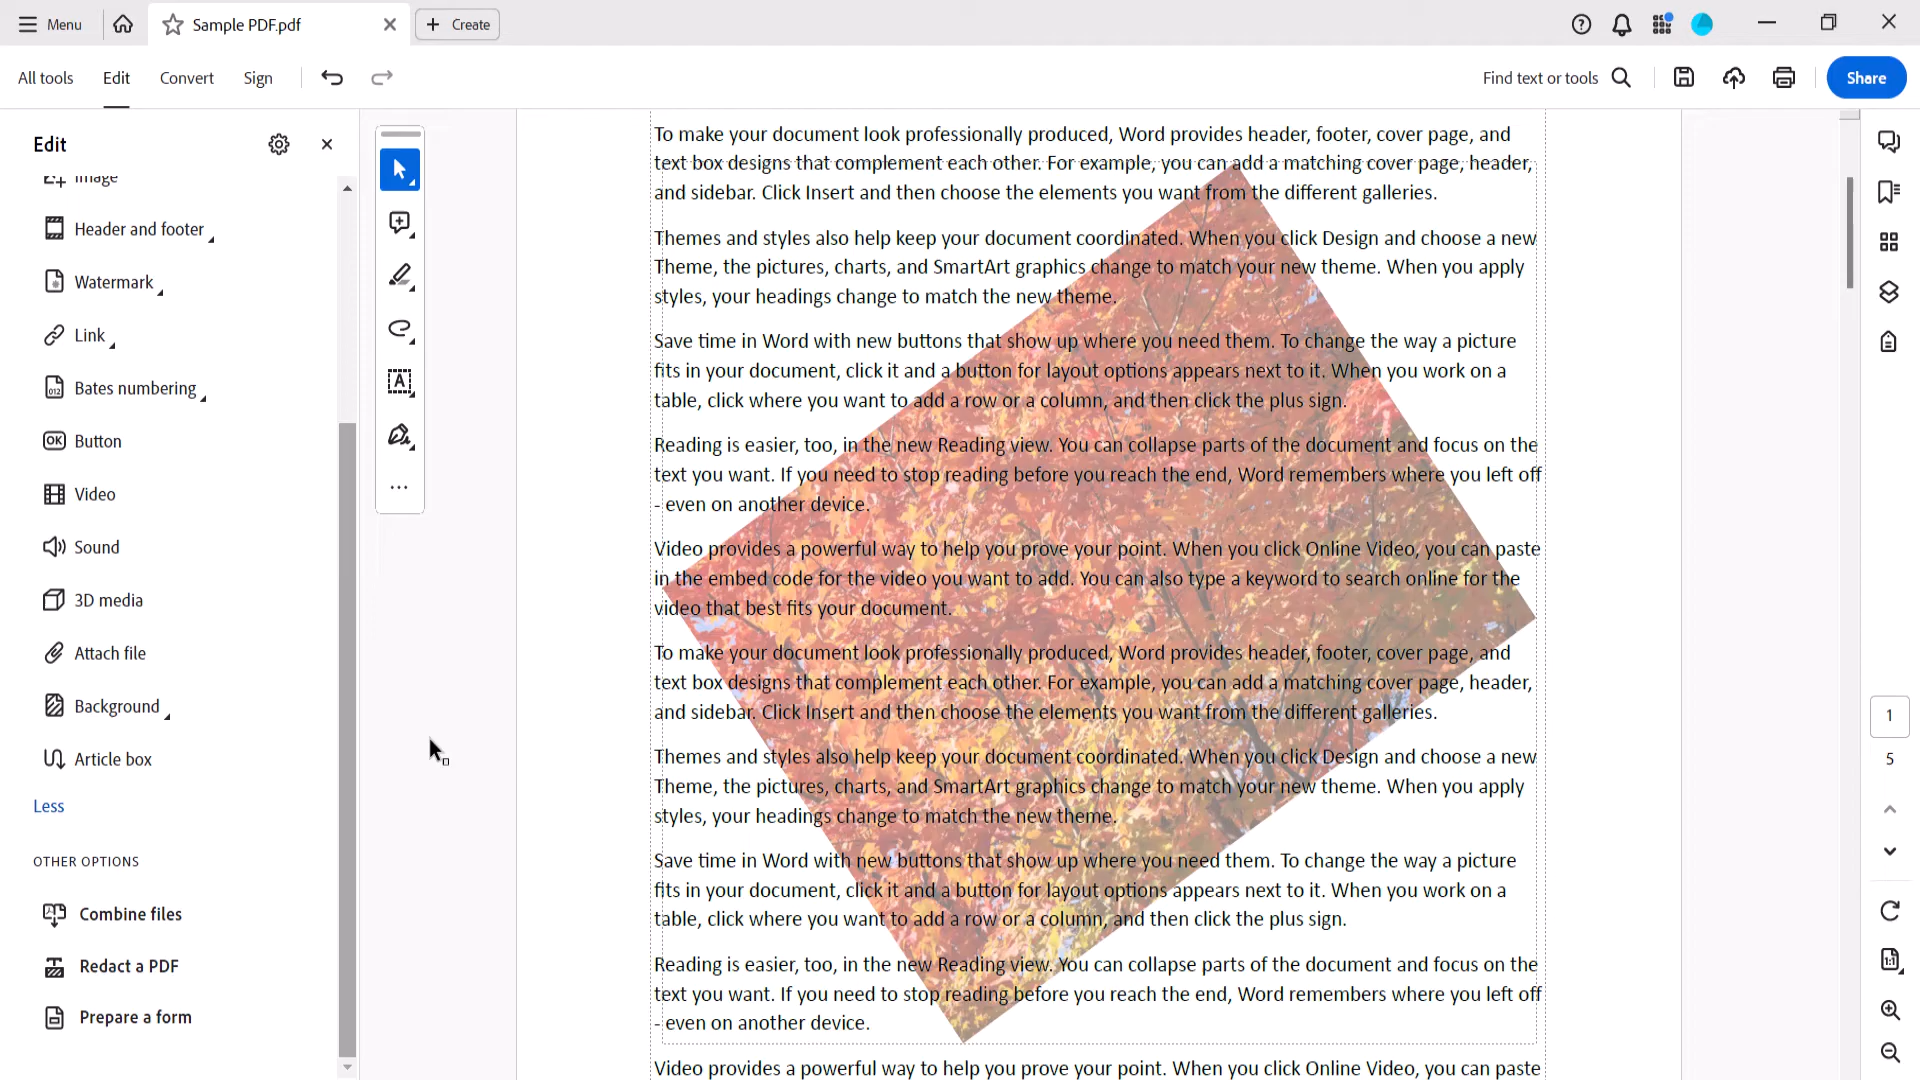 Menu
Sample PDF.pdf
Create
All tools
Edit
Convert
Sign
Find text or tools
Share
Edit
Image
Header and footer
Watermark
Link
Bates numbering
Button
Video
Sound
3D media
Attach file
Background
Article box
Less
OTHER OPTIONS
Combine files
Redact a PDF
Prepare a form
To make your document look professionally produced, Word provides header, footer, cover page, and
text box designs that complement each other. For example, you can add a matching cover page, header,
and sidebar. Click Insert and then choose the elements you want from the different galleries.
Themes and styles also help keep your document coordinated. When you click Design and choose a new
Theme, the pictures, charts, and SmartArt graphics change to match your new theme. When you apply
styles, your headings change to match the new theme.
Save time in Word with new buttons that show up where you need them. To change the way a picture
fits in your document, click it and a button for layout options appears next to it. When you work on a
table, click where you want to add a row or a column, and then click the plus sign.
Reading is easier, too, in the new Reading view. You can collapse parts of the document and focus on the
text you want. If you need to stop reading before you reach the end, Word remembers where you left off
- even on another device.
Video provides a powerful way to help you prove your point. When you click Online Video, you can paste
in the embed code for the video you want to add. You can also type a keyword to search online for the
video that best fits your document.
To make your document look professionally produced, Word provides header, footer, cover page, and
text box designs that complement each other. For example, you can add a matching cover page, header,
and sidebar. Click Insert and then choose the elements you want from the different galleries.
Themes and styles also help keep your document coordinated. When you click Design and choose a new
Theme, the pictures, charts, and SmartArt graphics change to match your new theme. When you apply
styles, your headings change to match the new theme.
Save time in Word with new buttons that show up where you need them. To change the way a picture
fits in your document, click it and a button for layout options appears next to it. When you work on a
table, click where you want to add a row or a column, and then click the plus sign.
Reading is easier, too, in the new Reading view. You can collapse parts of the document and focus on the
text you want. If you need to stop reading before you reach the end, Word remembers where you left off
- even on another device.
Video provides a powerful way to help you prove your point. When you click Online Video, you can paste
1
5